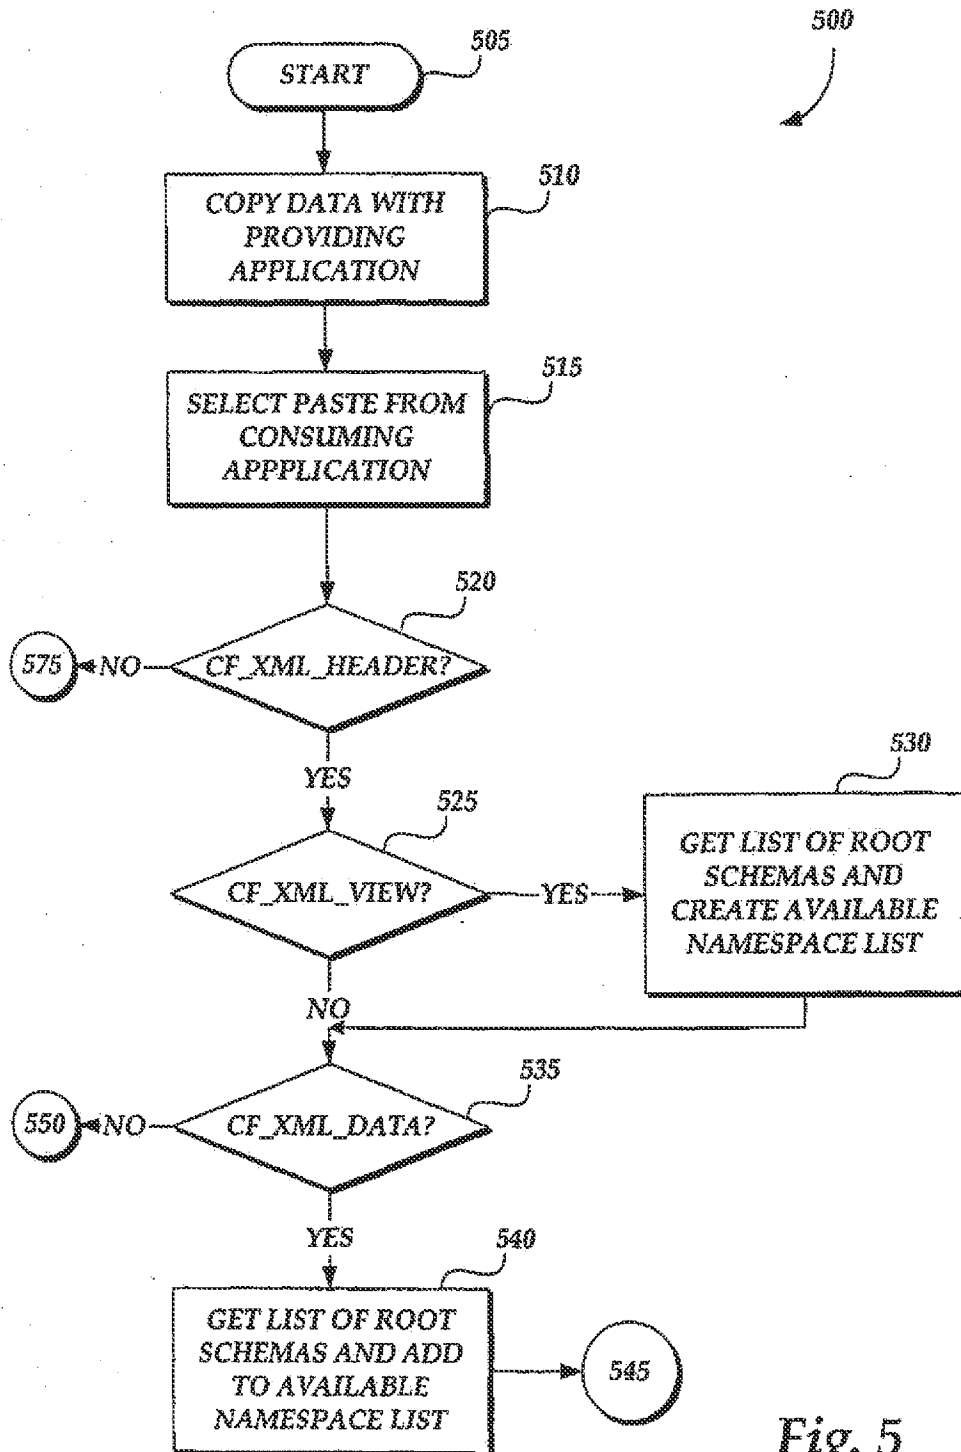 500
505
START
510
COPY DATA WITH
PROVIDING
APPLICATION
515
SELECT PASTE FROM
CONSUMING
APPPLICATION
520
CF_XML_HEADER?
NO
575
YES
525
CF_XML_VIEW?
YES
530
GET LIST OF ROOT
SCHEMAS AND
CREATE AVAILABLE
NAMESPACE LIST
NO
535
CF_XML_DATA?
NO
550
YES
540
GET LIST OF ROOT
SCHEMAS AND ADD
TO AVAILABLE
NAMESPACE LIST
545
Fig. 5